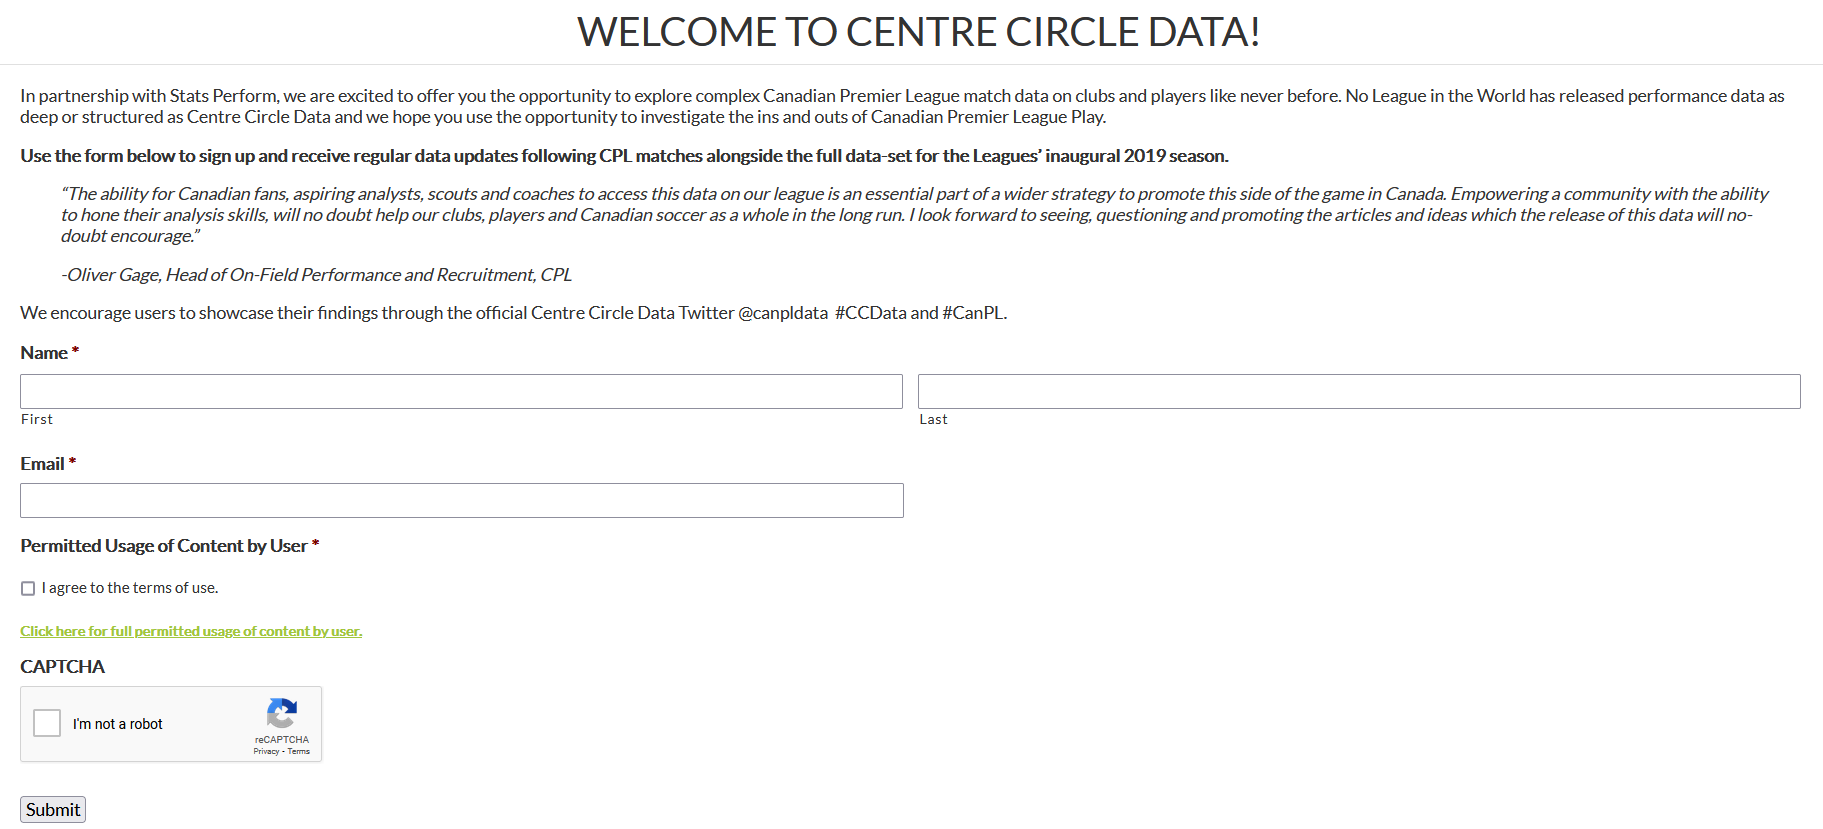 WELCOME TO CENTRE CIRCLE DATA!
In partnership with Stats Perform, we are excited to offer you the opportunity to explore complex Canadian Premier League match data on clubs and players like never before. No League in the World has released performance data as
deep or structured as Centre Circle Data and we hope you use the opportunity to investigate the ins and outs of Canadian Premier League Play.
Use the form below to sign up and receive regular data updates following CPL matches alongside the full data-set for the Leagues’ inaugural 2019 season.
“The ability for Canadian fans, aspiring analysts, scouts and coaches to access this data on our league is an essential part of a wider strategy to promote this side of the game in Canada. Empowering a community with the ability
to hone their analysis skills, will no doubt help our clubs, players and Canadian soccer as a whole in the long run. I look forward to seeing, questioning and promoting the articles and ideas which the release of this data will no-
doubt encourage.”
-Oliver Gage, Head of On-Field Performance and Recruitment, CPL
We encourage users to showcase their findings through the official Centre Circle Data Twitter @canpldata #CCData and #CanPL.
Name *
First
Last
Email *
Permitted Usage of Content by User *
I agree to the terms of use.
Click here for full permitted usage of content by user.
CAPTCHA
I'm not a robot
reCAPTCHA
Privacy - Terms
Submit